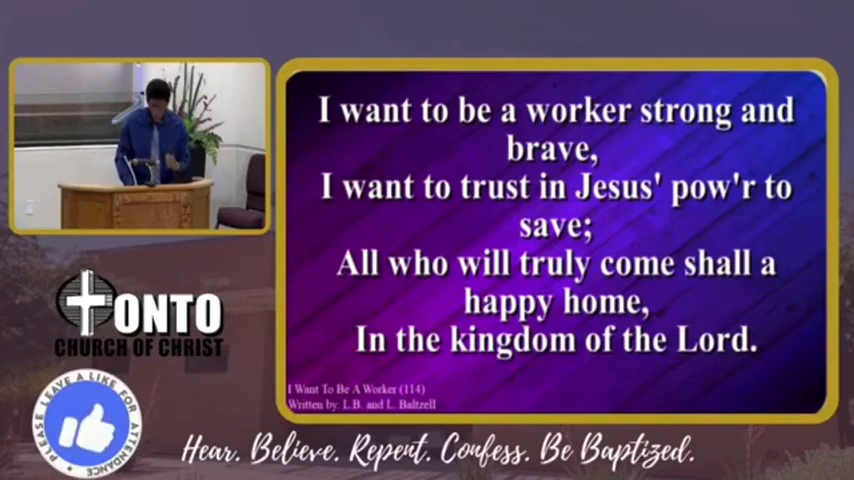 I want to be a worker strong and
brave,
I want to trust in Jesus' pow'r to
save;
All who will truly come shall a
happy home,
In the kingdom of the Lord.
I Want To Be A Worker (114)
Written by: L.B. and L. Baltzell
TONTO
CHURCH OF CHRIST
PLEASE LEAVE A LIKE FOR ATTENDANCE
Hear. Believe. Repent. Confess. Be Baptized.